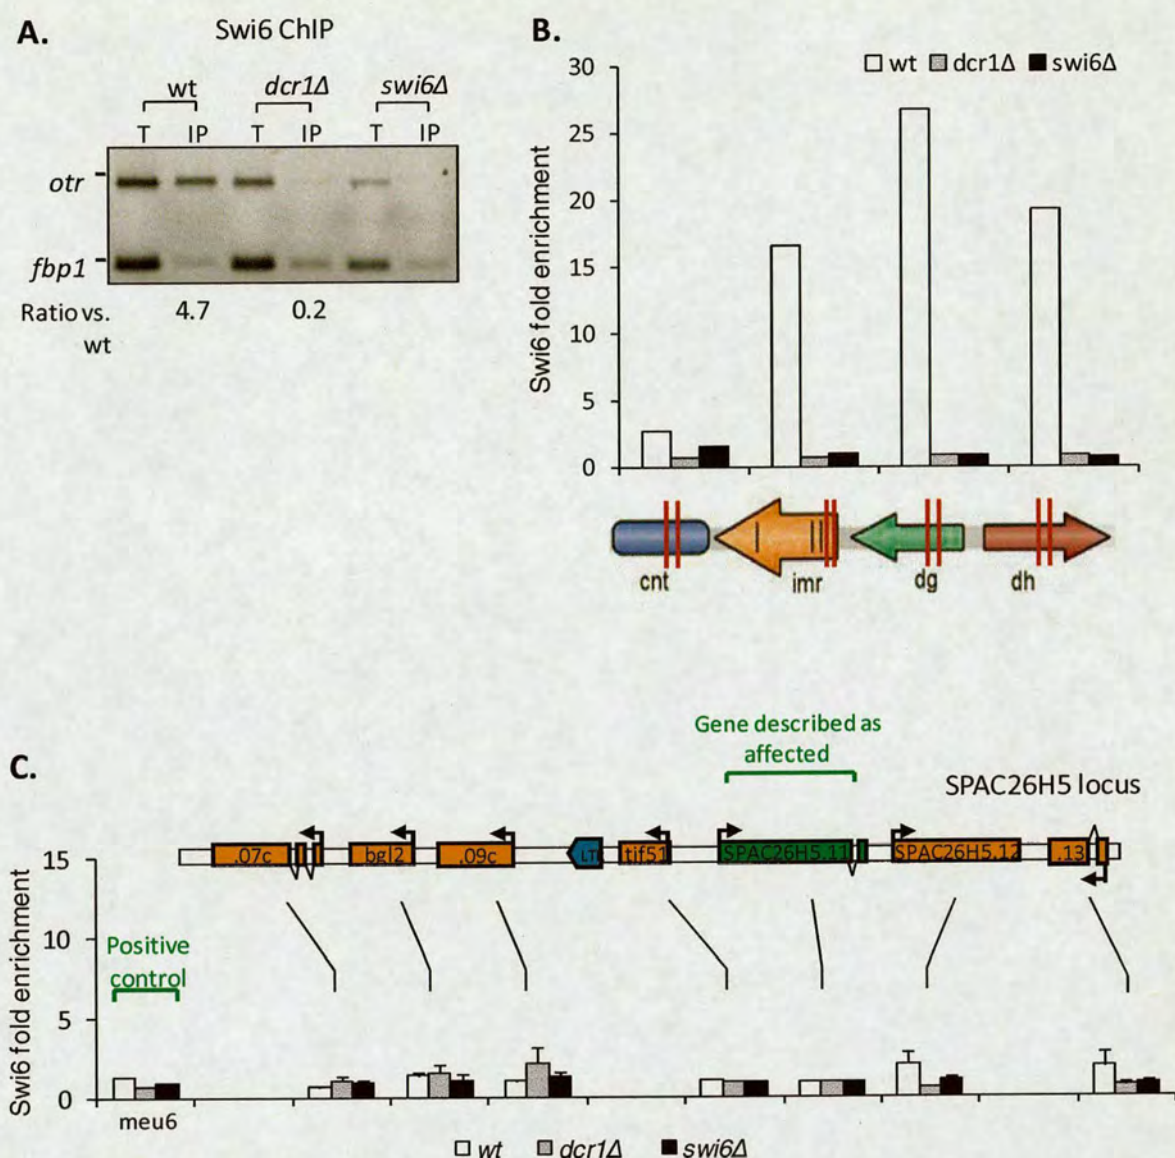 A.
Swi6 ChIP
wt dcr1Δ swi6Δ
T IP T IP T IP
otr
fbp1
Ratio vs. wt 4.7 0.2
B.
wt dcr1Δ swi6Δ
Swi6 fold enrichment
30
25
20
15
10
5
0
cnt imr dg dh
C.
Gene described as affected
SPAC26H5 locus
.07c bgl2 .09c tif51 SPAC26H5.11 SPAC26H5.12 .13
Swi6 fold enrichment
15
10
5
0
Positive control
meu6
wt dcr1Δ swi6Δ